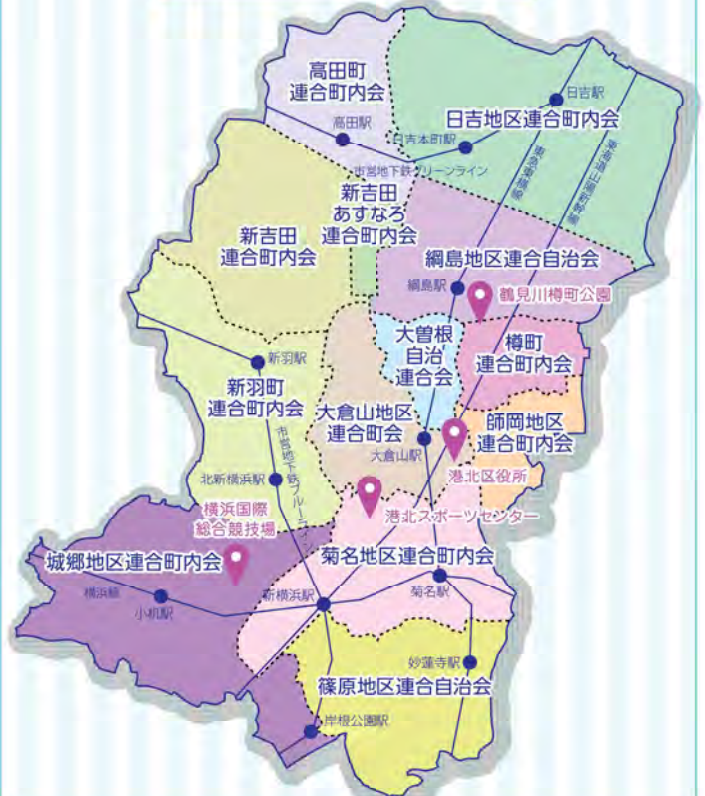 高田町
連合町内会
高田駅
日吉駅
日吉地区連合町内会
日吉本町駅
市営地下鉄グリーンライン
東急東横線
東海道山陽新幹線
新吉田
あすなろ
連合町内会
新吉田
連合町内会
綱島地区連合自治会
綱島駅
鶴見川樽町公園
大曽根
自治
連合会
樽町
連合町内会
新羽駅
新羽町
連合町内会
大倉山地区
連合町会
師岡地区
連合町内会
大倉山駅
港北区役所
市営地下鉄ブルーライン
北新横浜駅
横浜国際
総合競技場
港北スポーツセンター
城郷地区連合町内会
菊名地区連合町内会
横浜線
小机駅
新横浜駅
菊名駅
妙蓮寺駅
篠原地区連合自治会
岸根公園駅